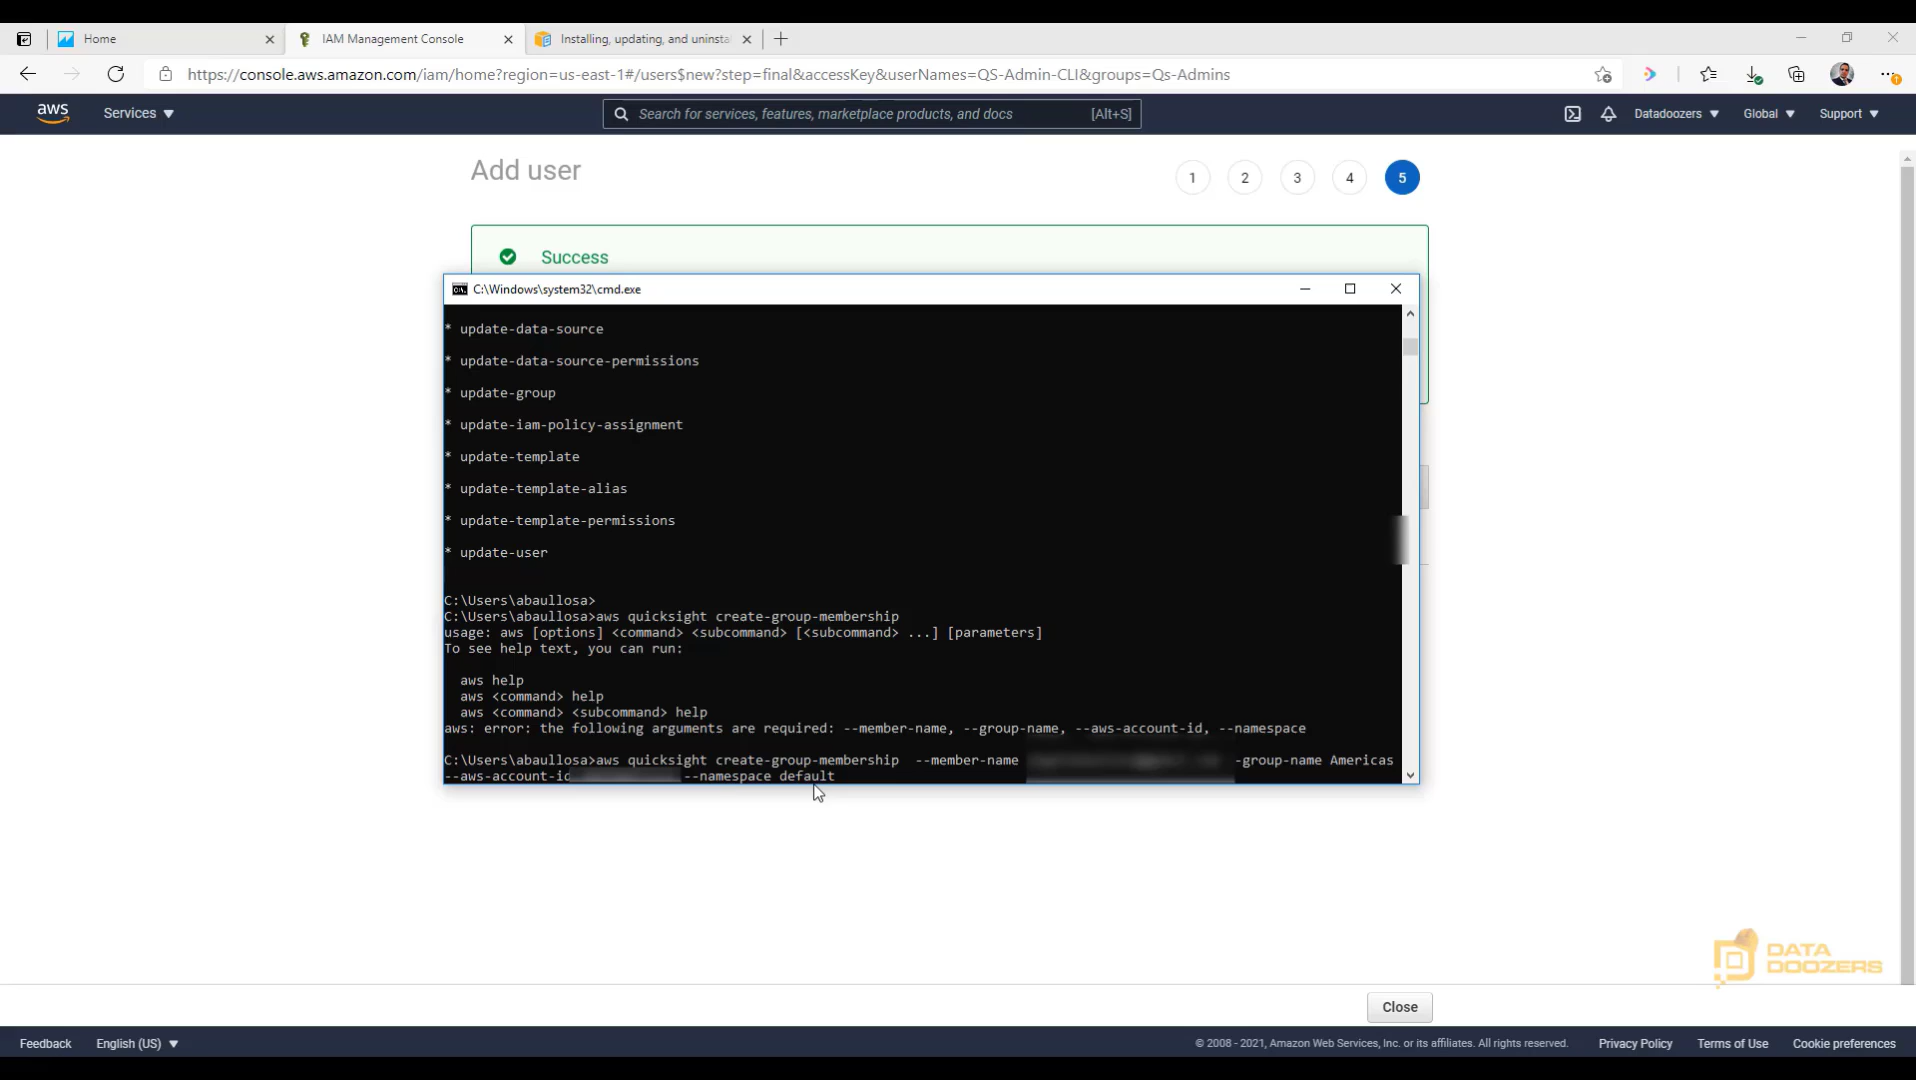 Home
IAM Management Console
Installing, updating, and uninsta
https://console.aws.amazon.com/iam/home?region=us-east-1#/users$new?step=final&accessKey&userNames=QS-Admin-CLI&groups=Qs-Admins
aws
Services
Search for services, features, marketplace products, and docs [Alt+S]
Datadoozers
Global
Support
Add user
1 2 3 4 5
Success
C:\Windows\system32\cmd.exe
* update-data-source
* update-data-source-permissions
* update-group
* update-iam-policy-assignment
* update-template
* update-template-alias
* update-template-permissions
* update-user
C:\Users\abaullosa>
C:\Users\abaullosa>aws quicksight create-group-membership
usage: aws [options] <command> <subcommand> [<subcommand> ...] [parameters]
To see help text, you can run:
aws help
aws <command> help
aws <command> <subcommand> help
aws: error: the following arguments are required: --member-name, --group-name, --aws-account-id, --namespace
C:\Users\abaullosa>aws quicksight create-group-membership --member-name -group-name Americas
--aws-account-id --namespace default
DATA
DOOZERS
Close
Feedback
English (US)
© 2008 - 2021, Amazon Web Services, Inc. or its affiliates. All rights reserved.
Privacy Policy
Terms of Use
Cookie preferences